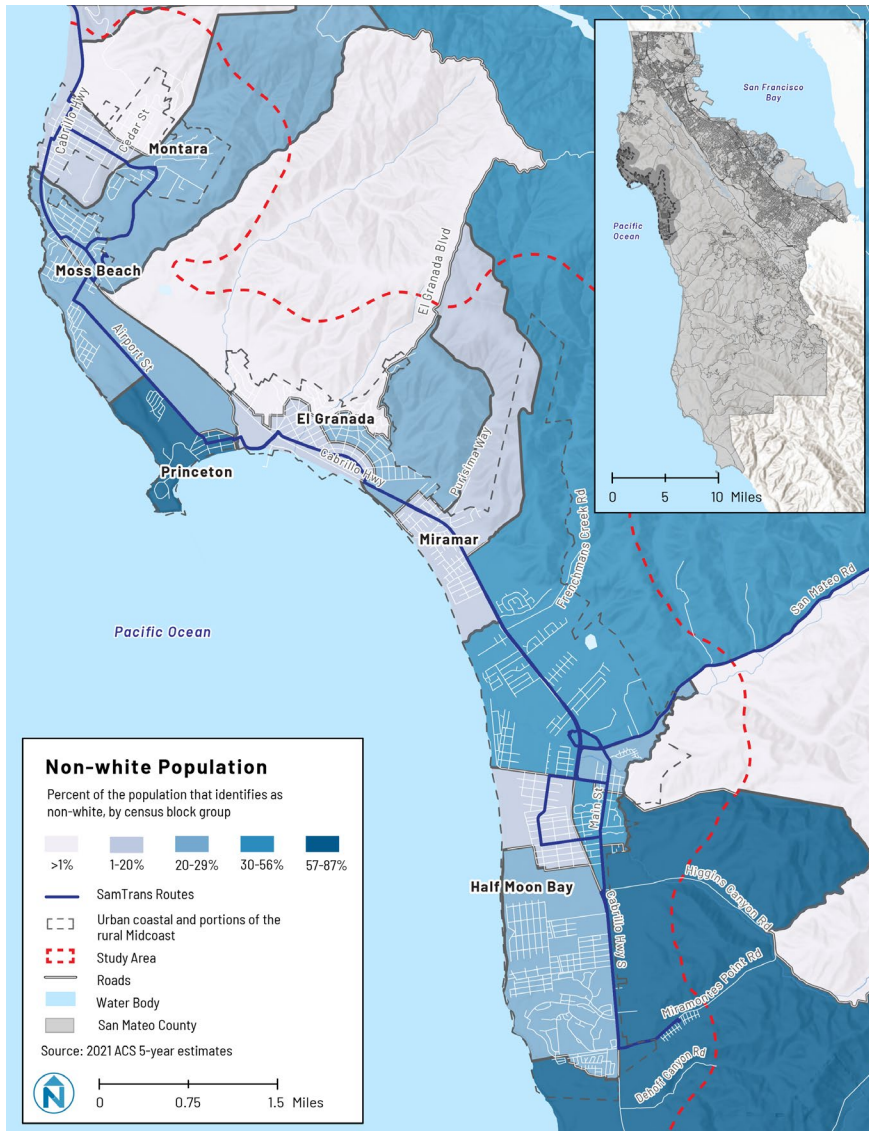 Cabrillo Hwy
Cedar St
Montara
Moss Beach
Airport St
El Granada Blvd
El Granada
Princeton
Cabrillo Hwy
Purisima Way
Miramar
Frenchmans Creek Rd
San Mateo Rd
Pacific Ocean
Main St
Half Moon Bay
Cabrillo Hwy S
Higgins Canyon Rd
Miramontes Point Rd
Dehoff Canyon Rd
San Francisco
Bay
Pacific
Ocean
0 5 10 Miles
Non-white Population
Percent of the population that identifies as
non-white, by census block group
>1% 1-20% 20-29% 30-56% 57-87%
SamTrans Routes
Urban coastal and portions of the
rural Midcoast
Study Area
Roads
Water Body
San Mateo County
Source: 2021 ACS 5-year estimates
N
0 0.75 1.5 Miles